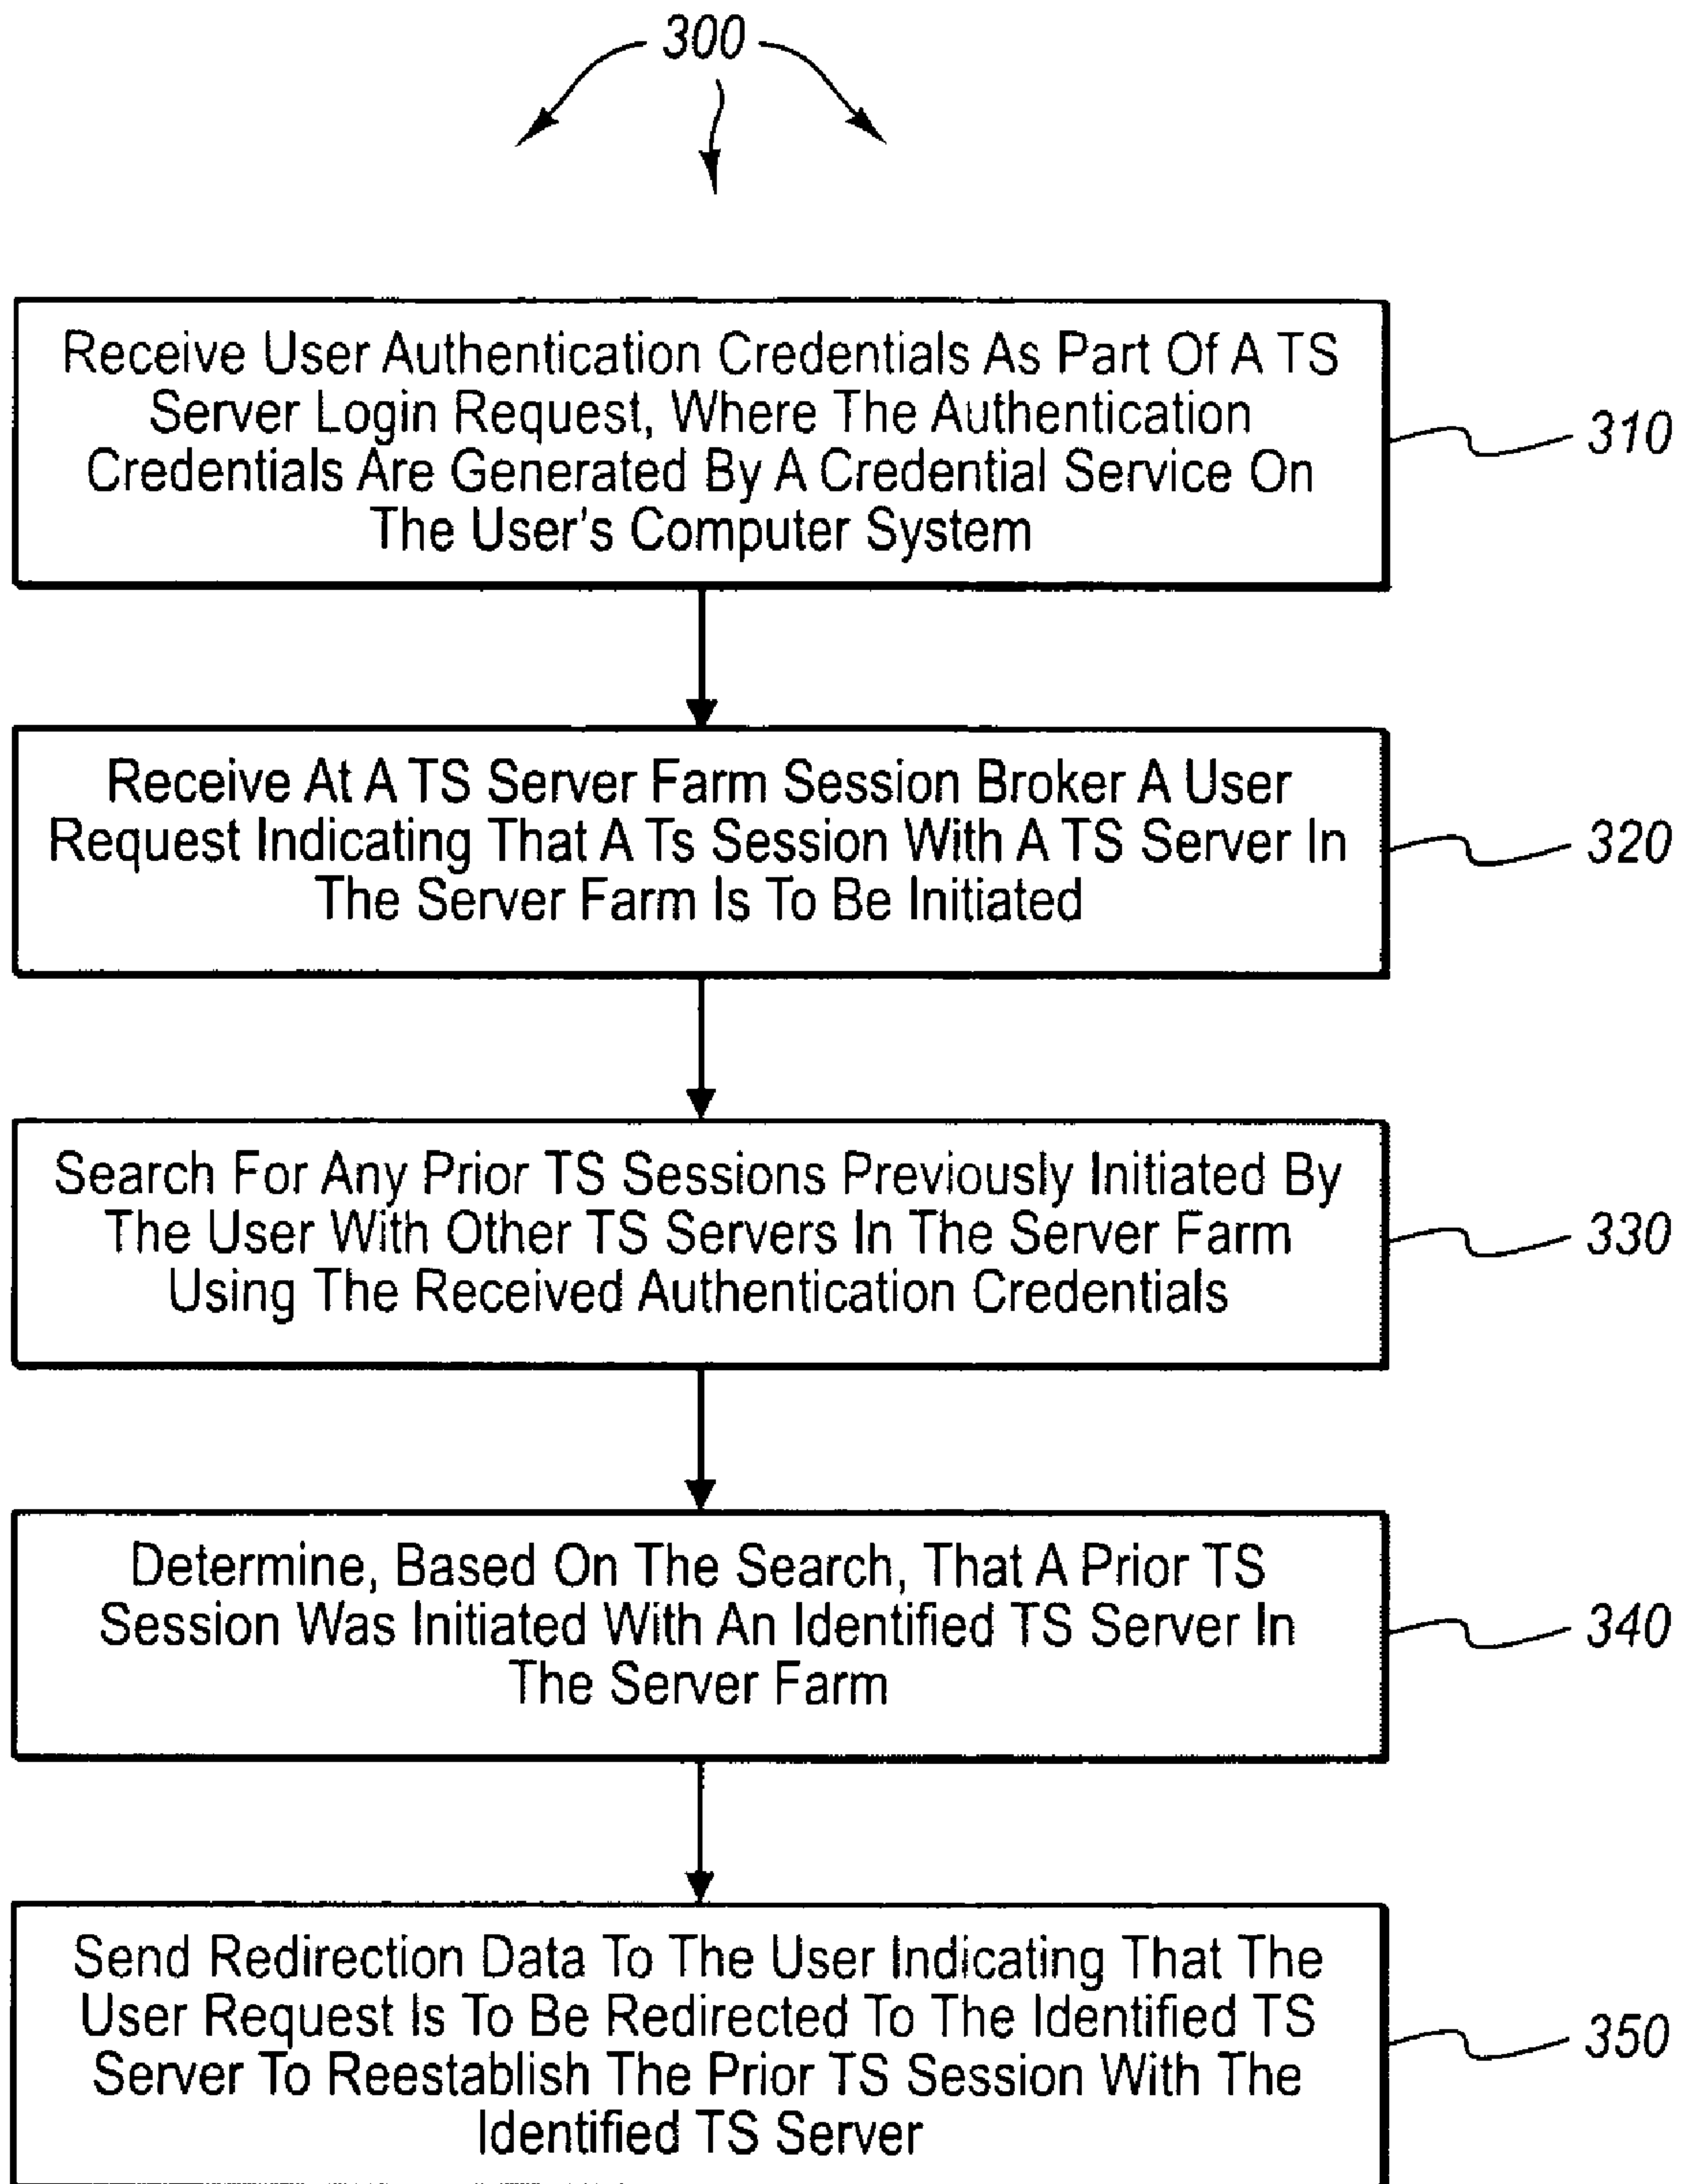 300
Receive User Authentication Credentials As Part Of A TS
Server Login Request, Where The Authentication
Credentials Are Generated By A Credential Service On
The User's Computer System
310
Receive At A TS Server Farm Session Broker A User
Request Indicating That A Ts Session With A TS Server In
The Server Farm Is To Be Initiated
320
Search For Any Prior TS Sessions Previously Initiated By
The User With Other TS Servers In The Server Farm
Using The Received Authentication Credentials
330
Determine, Based On The Search, That A Prior TS
Session Was Initiated With An Identified TS Server In
The Server Farm
340
Send Redirection Data To The User Indicating That The
User Request Is To Be Redirected To The Identified TS
Server To Reestablish The Prior TS Session With The
Identified TS Server
350